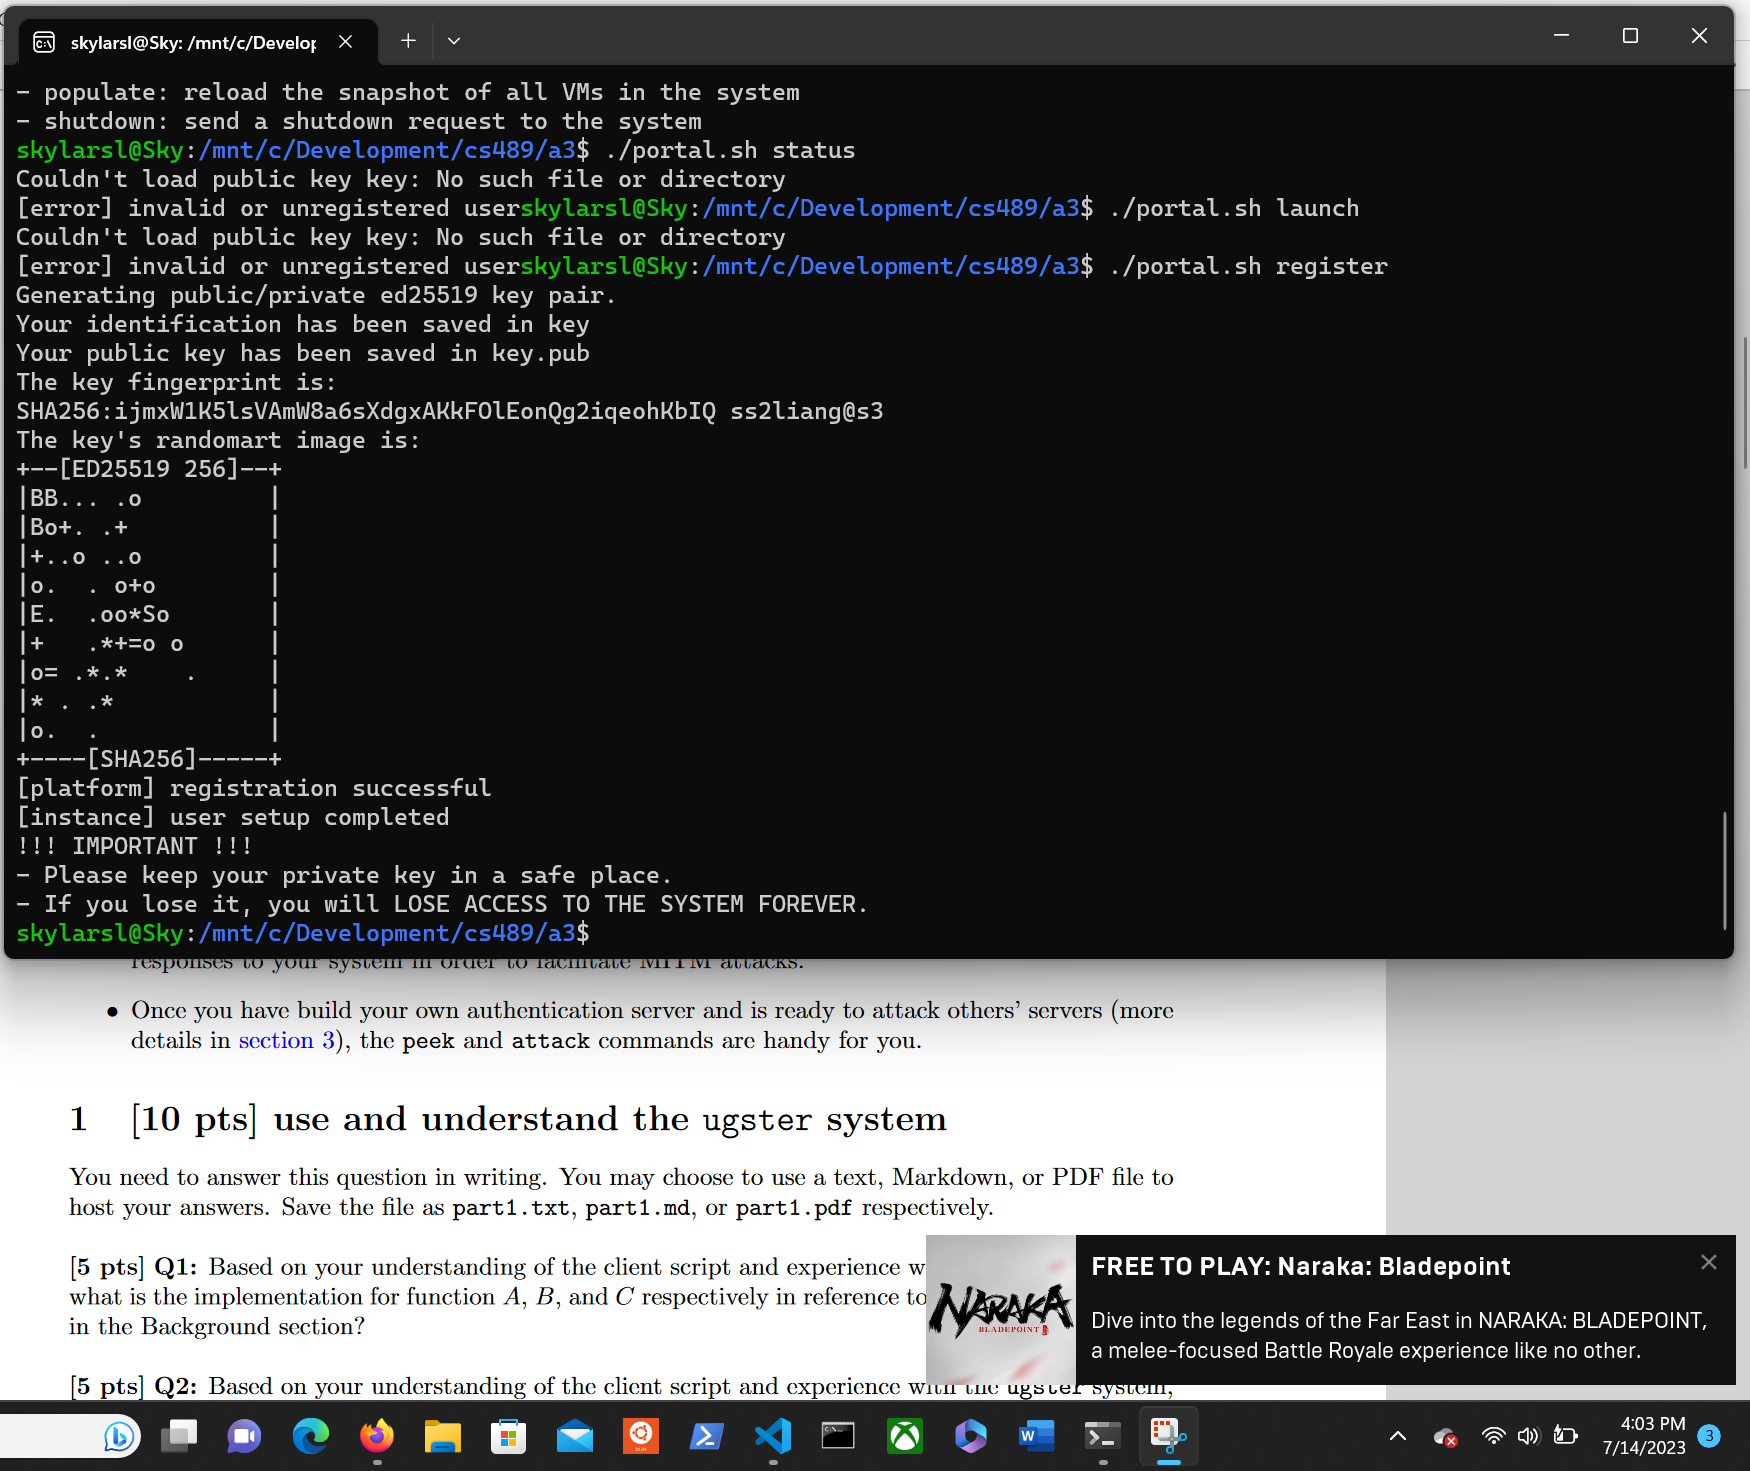 skylarsl@Sky: /mnt/c/Develop
- populate: reload the snapshot of all VMs in the system
- shutdown: send a shutdown request to the system
skylarsl@Sky:/mnt/c/Development/cs489/a3$ ./portal.sh status
Couldn't load public key key: No such file or directory
[error] invalid or unregistered userskylarsl@Sky:/mnt/c/Development/cs489/a3$ ./portal.sh launch
Couldn't load public key key: No such file or directory
[error] invalid or unregistered userskylarsl@Sky:/mnt/c/Development/cs489/a3$ ./portal.sh register
Generating public/private ed25519 key pair.
Your identification has been saved in key
Your public key has been saved in key.pub
The key fingerprint is:
SHA256:ijmxW1K5lsVAmW8a6sXdgxAKkFOlEonQg2iqeohKbIQ ss2liang@s3
The key's randomart image is:
+--[ED25519 256]--+
|BB... .o         |
|Bo+. .+          |
|+..o ..o         |
|o.  . o+o        |
|E.  .oo*So       |
|+   .*+=o o      |
|o= .*.*    .     |
|* . .*           |
|o.  .            |
+----[SHA256]-----+
[platform] registration successful
[instance] user setup completed
!!! IMPORTANT !!!
- Please keep your private key in a safe place.
- If you lose it, you will LOSE ACCESS TO THE SYSTEM FOREVER.
skylarsl@Sky:/mnt/c/Development/cs489/a3$
responses to your system in order to facilitate MITM attacks.
• Once you have build your own authentication server and is ready to attack others' servers (more
details in section 3), the peek and attack commands are handy for you.
1 [10 pts] use and understand the ugster system
You need to answer this question in writing. You may choose to use a text, Markdown, or PDF file to
host your answers. Save the file as part1.txt, part1.md, or part1.pdf respectively.
[5 pts] Q1: Based on your understanding of the client script and experience w
what is the implementation for function A, B, and C respectively in reference to
in the Background section?
[5 pts] Q2: Based on your understanding of the client script and experience with the ugster system,
NARAKA
BLADEPOINT
FREE TO PLAY: Naraka: Bladepoint
Dive into the legends of the Far East in NARAKA: BLADEPOINT,
a melee-focused Battle Royale experience like no other.
4:03 PM
7/14/2023
3